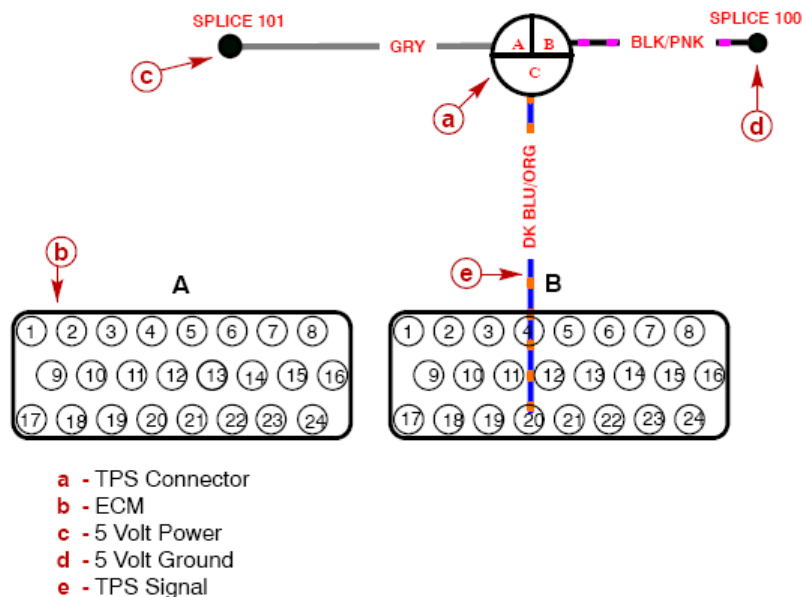 SPLICE 101
SPLICE 100
GRY
A B
BLK/PNK
C
c
a
d
DK BLU/ORG
b
e
A
B
1 2 3 4 5 6 7 8
9 10 11 12 13 14 15 16
17 18 19 20 21 22 23 24
1 2 3 4 5 6 7 8
9 10 11 12 13 14 15 16
17 18 19 20 21 22 23 24
a - TPS Connector
b - ECM
c - 5 Volt Power
d - 5 Volt Ground
e - TPS Signal